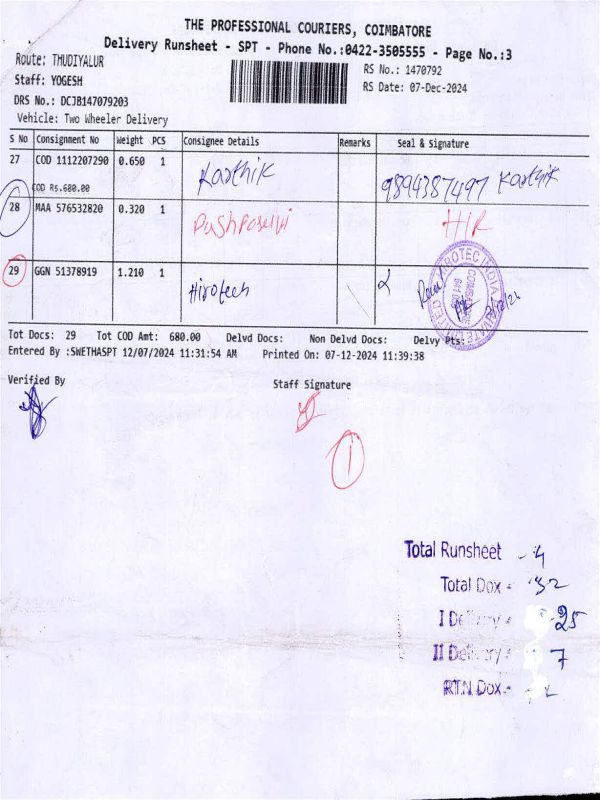 THE PROFESSIONAL COURIERS, COIMBATORE
Delivery Runsheet - SPT - Phone No.:0422-3505555 - Page No.:3
Route: THUDIYALUR
RS No.: 1470792
Staff: YOGESH
RS Date: 07-Dec-2024
DRS No.: DCJB147079203
Vehicle: Two Wheeler Delivery
S No Consignment No Weight PCS Consignee Details Remarks Seal & Signature
27 COD 1112207290 0.650 1 Karthik 9894387497 Karthik
COD Rs.680.00
28 MAA 576532820 0.320 1
29 GGN 51378919 1.210 1 Hirotech
Tot Docs: 29 Tot COD Amt: 680.00 Delvd Docs: Non Delvd Docs: Delvy Pts:
Entered By :SWETHASPT 12/07/2024 11:31:54 AM Printed On: 07-12-2024 11:39:38
Verified By Staff Signature
1
Total Runsheet - 4
Total Dox - 32
I Delivery - 25
II Delivery - 7
RTN Dox -